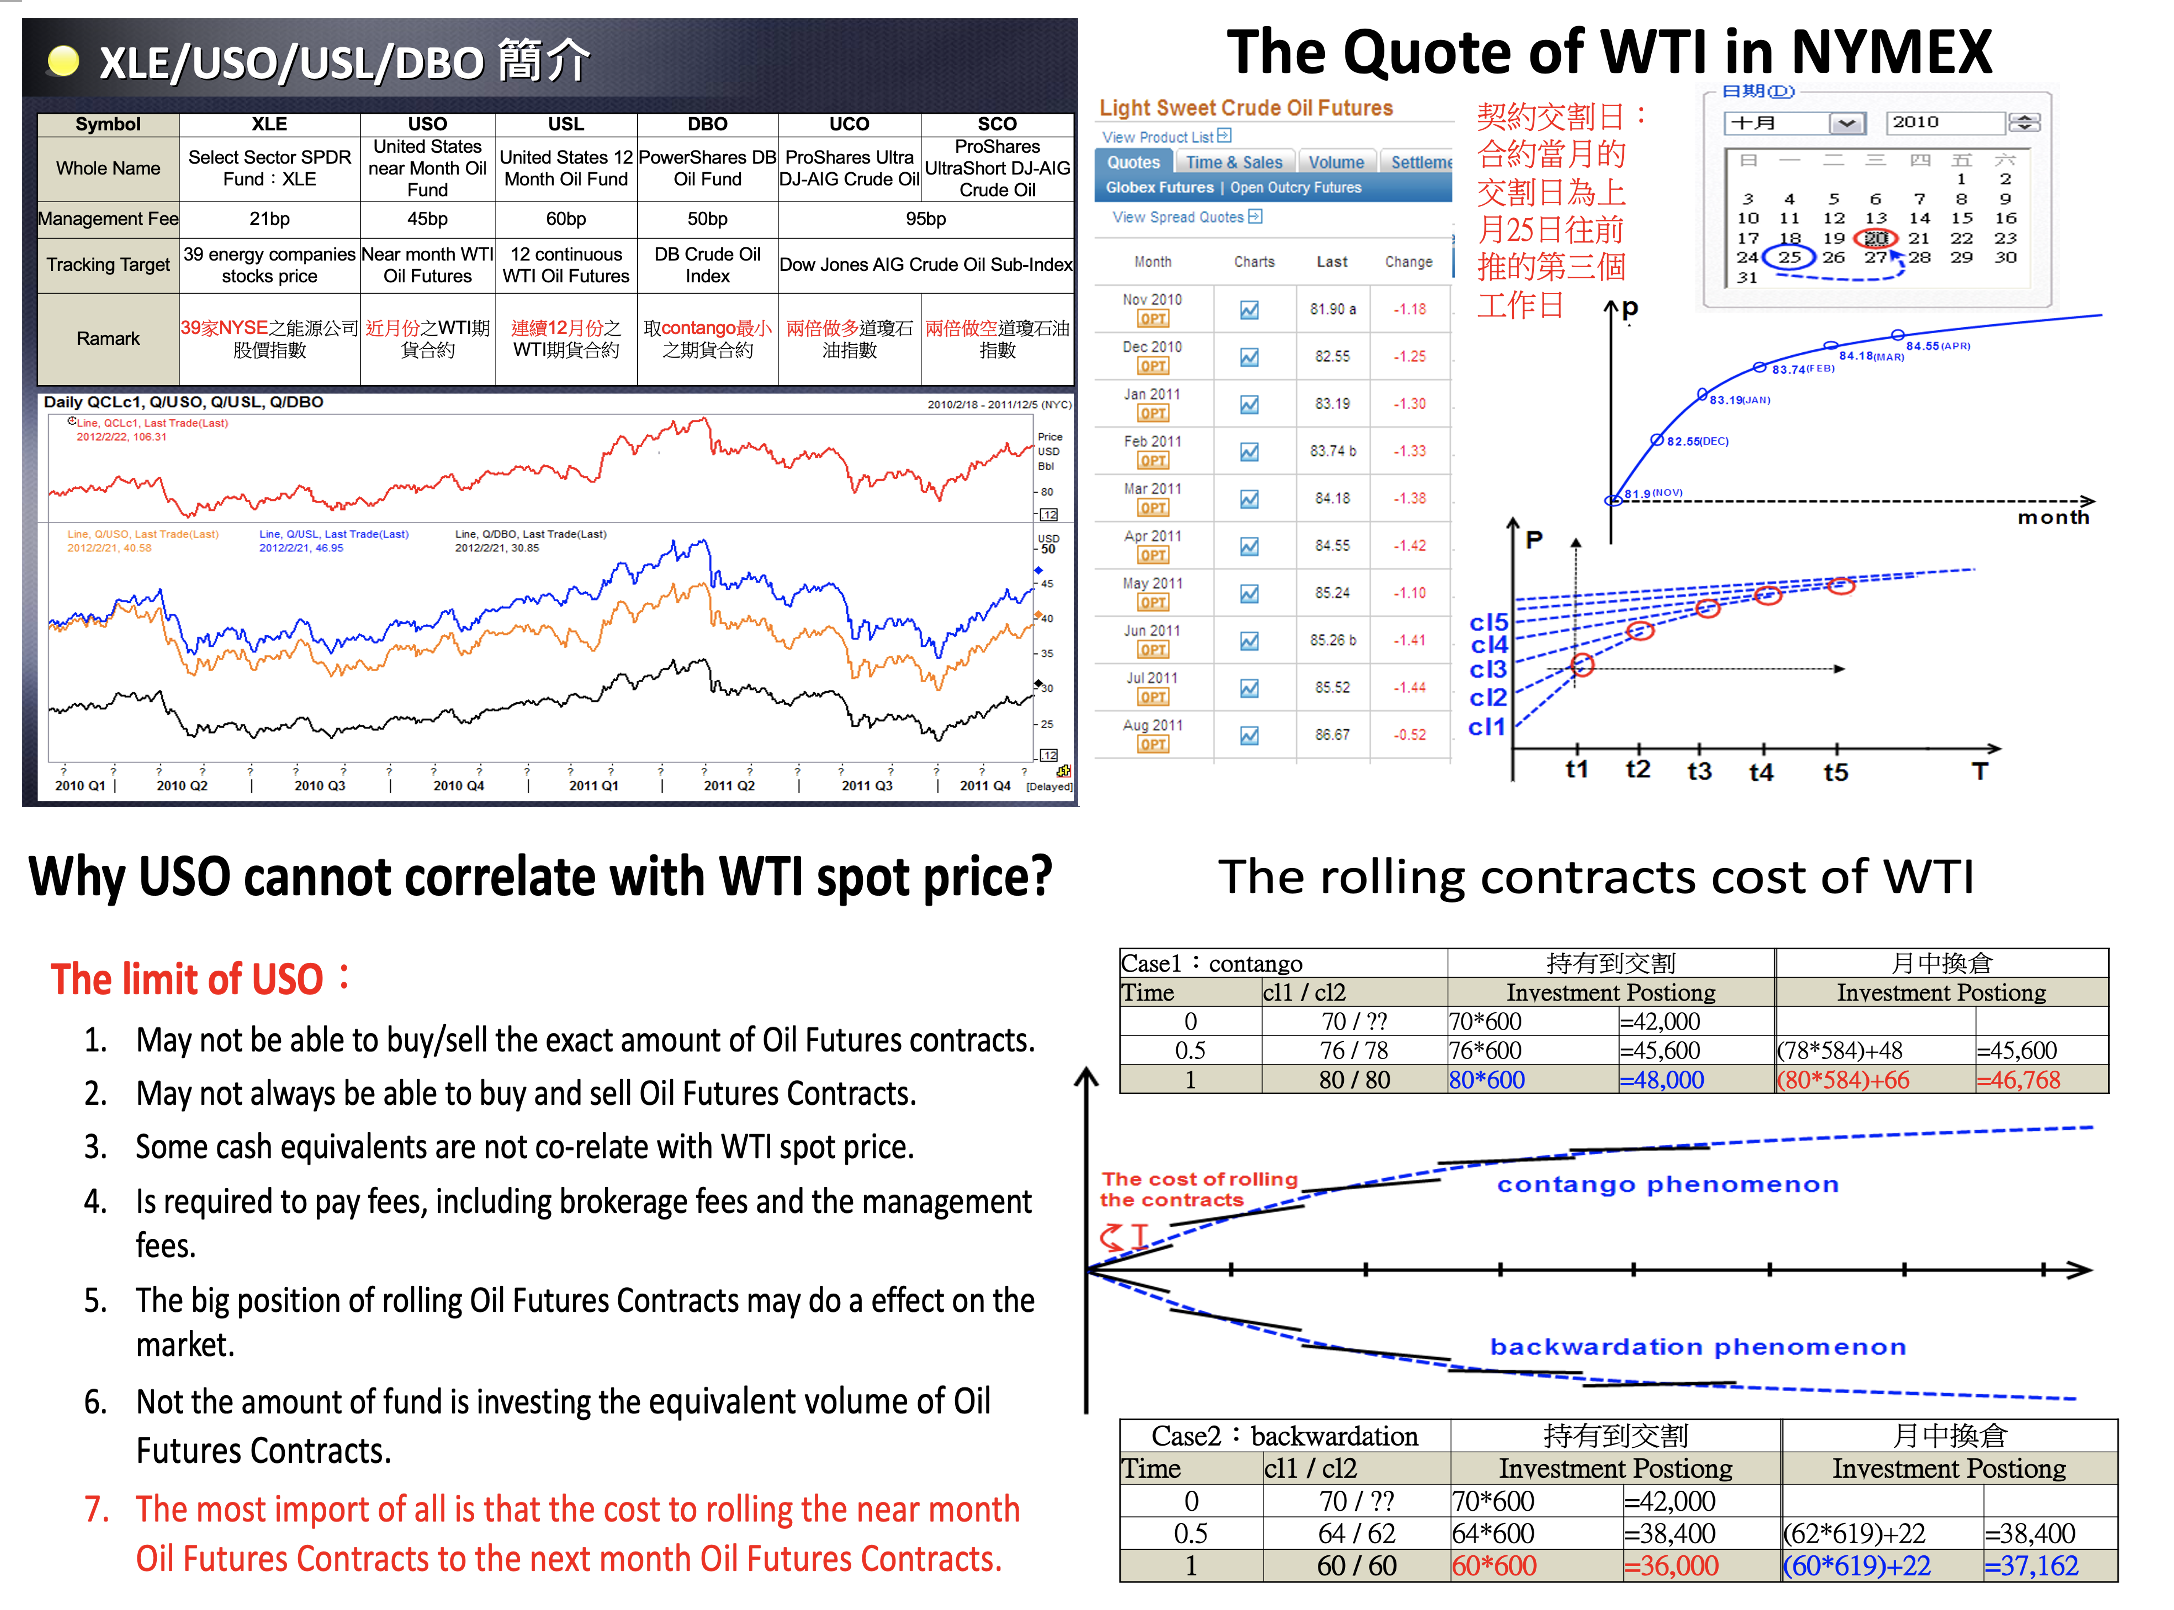 XLE/USO/USL/DBO 簡介
Symbol XLE USO USL DBO UCO SCO
Whole Name
Select Sector SPDR
Fund：XLE
United States
near Month Oil
Fund
United States 12
Month Oil Fund
PowerShares DB
Oil Fund
ProShares Ultra
DJ-AIG Crude Oil
ProShares
UltraShort DJ-AIG
Crude Oil
Management Fee 21bp 45bp 60bp 50bp 95bp
Tracking Target
39 energy companies
stocks price
Near month WTI
Oil Futures
12 continuous
WTI Oil Futures
DB Crude Oil
Index
Dow Jones AIG Crude Oil Sub-Index
Ramark
39家NYSE之能源公司
股價指數
近月份之WTI期
貨合約
連續12月份之
WTI期貨合約
取contango最小
之期貨合約
兩倍做多道瓊石
油指數
兩倍做空道瓊石油
指數
Daily QCLc1, Q/USO, Q/USL, Q/DBO
2010/2/18 - 2011/12/5 (NYC)
Line, QCLc1, Last Trade(Last)
2012/2/22, 106.31
Price
USD
Bbl
80
.12
Line, Q/USO, Last Trade(Last)
2012/2/21, 40.58
Line, Q/USL, Last Trade(Last)
2012/2/21, 46.95
Line, Q/DBO, Last Trade(Last)
2012/2/21, 30.85
USD
50
45
40
35
30
25
.12
? ? ? ? ? ? ? ? ? ? ? ? ? ? ? ? ? ? ? ? ? ?
2010 Q1 2010 Q2 2010 Q3 2010 Q4 2011 Q1 2011 Q2 2011 Q3 2011 Q4 [Delayed]
The Quote of WTI in NYMEX
Light Sweet Crude Oil Futures
View Product List
Quotes Time & Sales Volume Settleme
Globex Futures | Open Outcry Futures
View Spread Quotes
Month Charts Last Change
Nov 2010 OPT 81.90 a -1.18
Dec 2010 OPT 82.55 -1.25
Jan 2011 OPT 83.19 -1.30
Feb 2011 OPT 83.74 b -1.33
Mar 2011 OPT 84.18 -1.38
Apr 2011 OPT 84.55 -1.42
May 2011 OPT 85.24 -1.10
Jun 2011 OPT 85.26 b -1.41
Jul 2011 OPT 85.52 -1.44
Aug 2011 OPT 86.67 -0.52
契約交割日：
合約當月的
交割日為上
月25日往前
推的第三個
工作日
日期(D)
十月 2010
日 一 二 三 四 五 六
1 2
3 4 5 6 7 8 9
10 11 12 13 14 15 16
17 18 19 20 21 22 23
24 25 26 27 28 29 30
31
p
84.55(APR)
84.18(MAR)
83.74(FEB)
83.19(JAN)
82.55(DEC)
81.9(NOV)
month
P
cl5
cl4
cl3
cl2
cl1
t1 t2 t3 t4 t5 T
Why USO cannot correlate with WTI spot price?
The limit of USO：
1. May not be able to buy/sell the exact amount of Oil Futures contracts.
2. May not always be able to buy and sell Oil Futures Contracts.
3. Some cash equivalents are not co-relate with WTI spot price.
4. Is required to pay fees, including brokerage fees and the management
fees.
5. The big position of rolling Oil Futures Contracts may do a effect on the
market.
6. Not the amount of fund is investing the equivalent volume of Oil
Futures Contracts.
7. The most import of all is that the cost to rolling the near month
Oil Futures Contracts to the next month Oil Futures Contracts.
The rolling contracts cost of WTI
Case1：contango 持有到交割 月中換倉
Time cl1 / cl2 Investment Postiong Investment Postiong
0 70 / ?? 70*600 =42,000
0.5 76 / 78 76*600 =45,600 (78*584)+48 =45,600
1 80 / 80 80*600 =48,000 (80*584)+66 =46,768
The cost of rolling
the contracts
contango phenomenon
backwardation phenomenon
Case2：backwardation 持有到交割 月中換倉
Time cl1 / cl2 Investment Postiong Investment Postiong
0 70 / ?? 70*600 =42,000
0.5 64 / 62 64*600 =38,400 (62*619)+22 =38,400
1 60 / 60 60*600 =36,000 (60*619)+22 =37,162